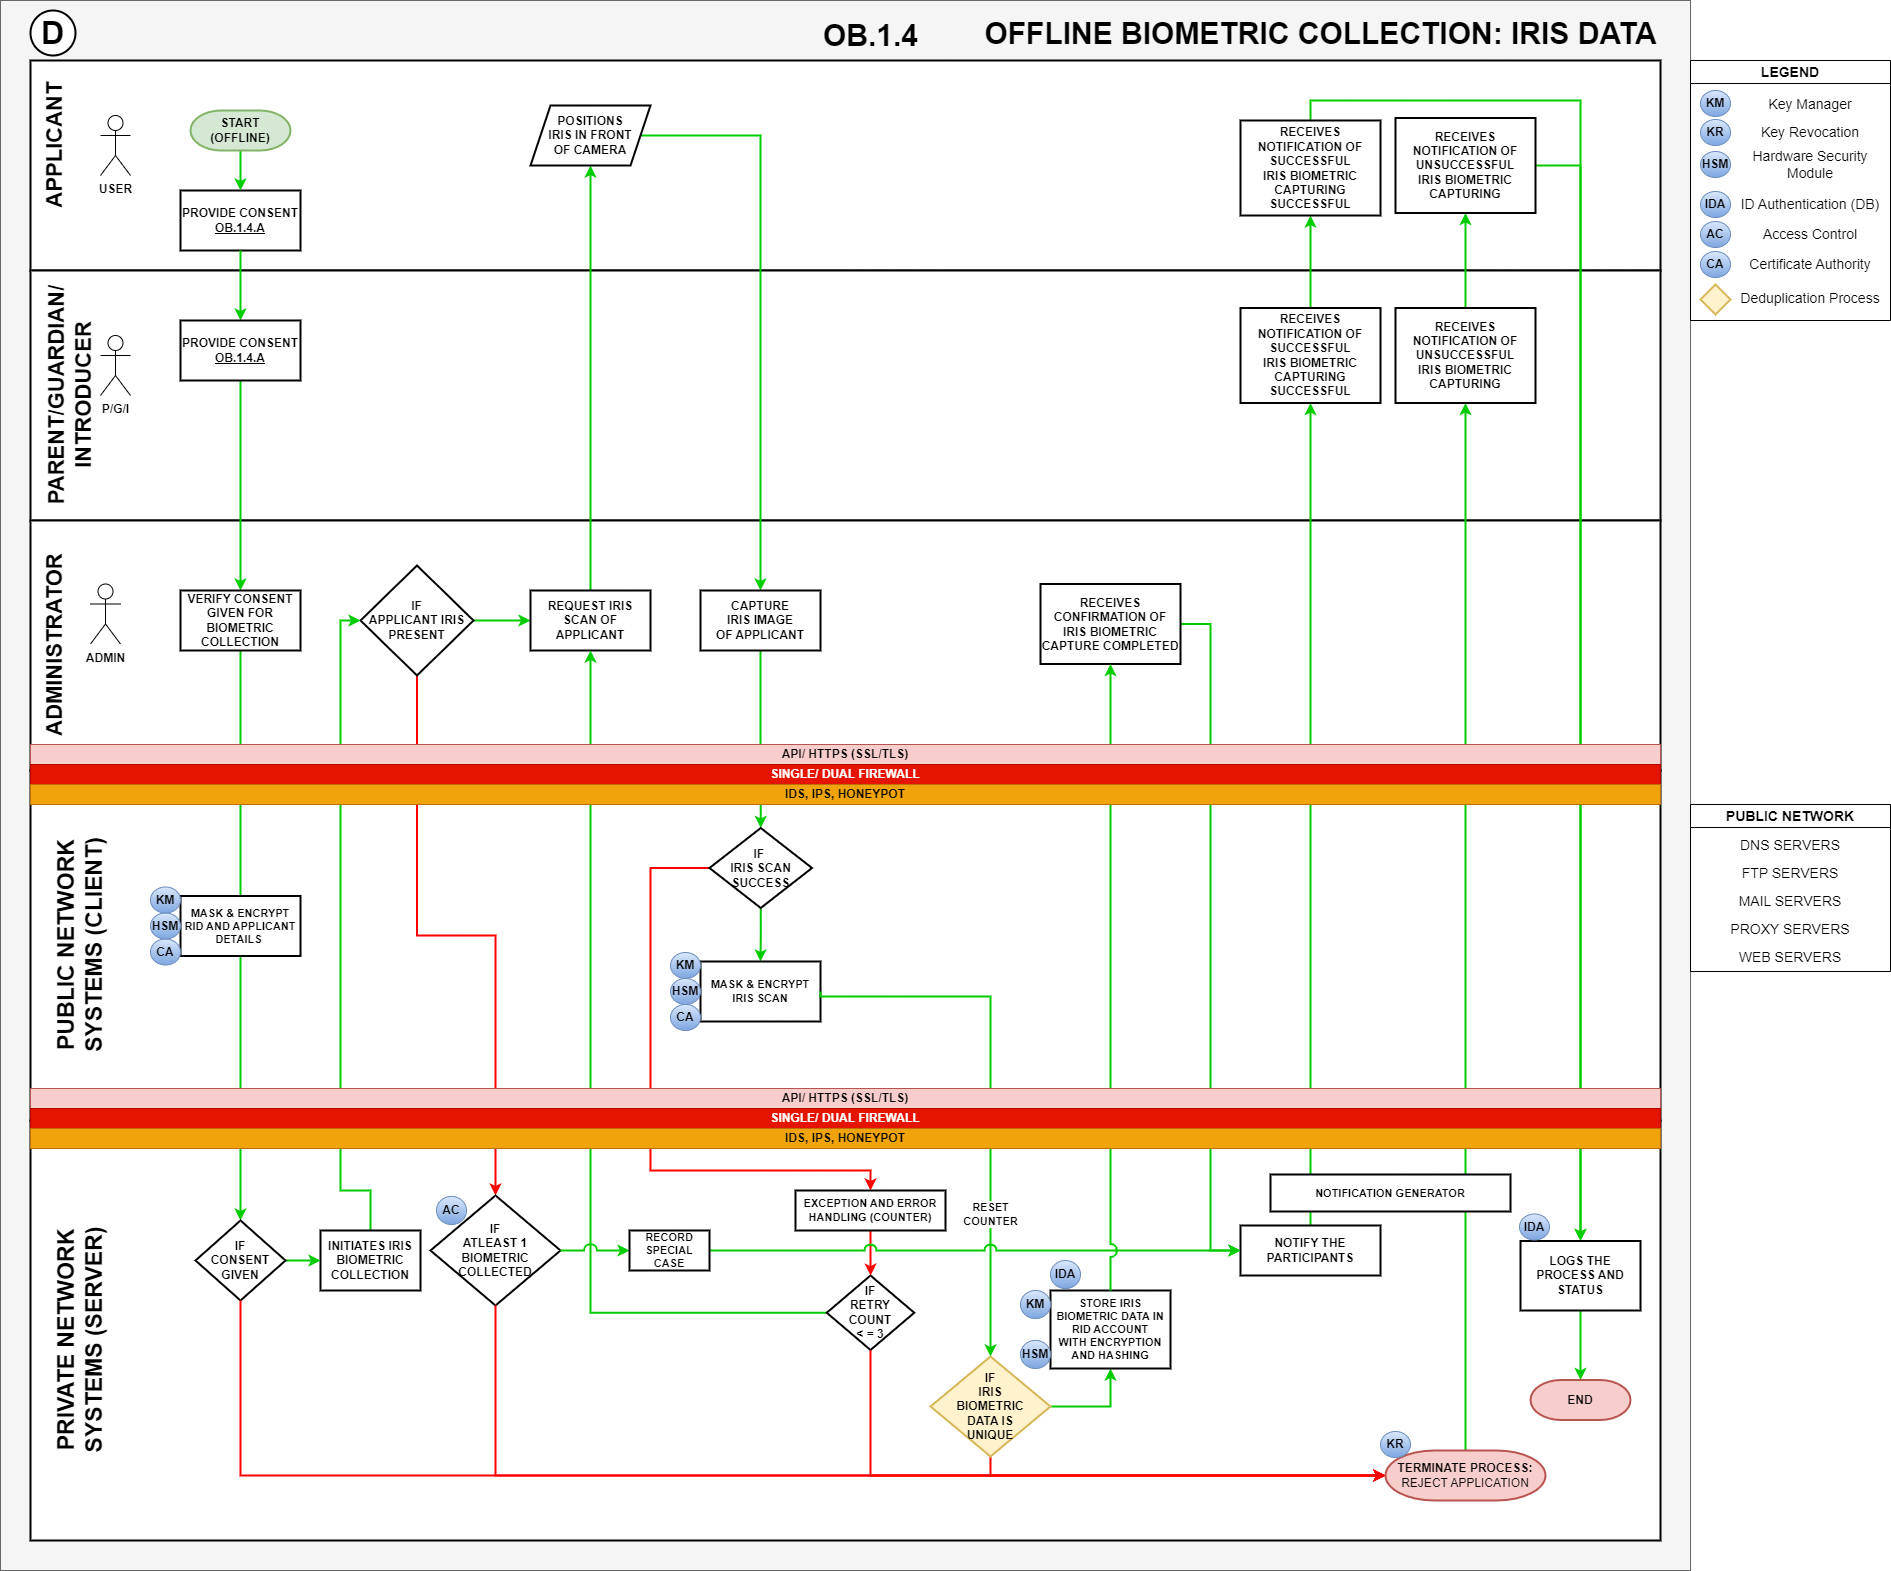 D
OB.1.4
OFFLINE BIOMETRIC COLLECTION: IRIS DATA
LEGEND
KM
Key Manager
KR
Key Revocation
HSM
Hardware Security
Module
IDA
ID Authentication (DB)
AC
Access Control
CA
Certificate Authority
Deduplication Process
APPLICANT
USER
START
(OFFLINE)
PROVIDE CONSENT
OB.1.4.A
POSITIONS
IRIS IN FRONT
OF CAMERA
RECEIVES
NOTIFICATION OF
SUCCESSFUL
IRIS BIOMETRIC
CAPTURING
SUCCESSFUL
RECEIVES
NOTIFICATION OF
UNSUCCESSFUL
IRIS BIOMETRIC
CAPTURING
PARENT/GUARDIAN/
INTRODUCER
P/G/I
PROVIDE CONSENT
OB.1.4.A
RECEIVES
NOTIFICATION OF
SUCCESSFUL
IRIS BIOMETRIC
CAPTURING
SUCCESSFUL
RECEIVES
NOTIFICATION OF
UNSUCCESSFUL
IRIS BIOMETRIC
CAPTURING
ADMINISTRATOR
ADMIN
VERIFY CONSENT
GIVEN FOR
BIOMETRIC
COLLECTION
IF
APPLICANT IRIS
PRESENT
REQUEST IRIS
SCAN OF
APPLICANT
CAPTURE
IRIS IMAGE
OF APPLICANT
RECEIVES
CONFIRMATION OF
IRIS BIOMETRIC
CAPTURE COMPLETED
API/ HTTPS (SSL/TLS)
SINGLE/ DUAL FIREWALL
IDS, IPS, HONEYPOT
PUBLIC NETWORK
SYSTEMS (CLIENT)
KM
HSM
CA
MASK & ENCRYPT
RID AND APPLICANT
DETAILS
IF
IRIS SCAN
SUCCESS
KM
HSM
CA
MASK & ENCRYPT
IRIS SCAN
PUBLIC NETWORK
DNS SERVERS
FTP SERVERS
MAIL SERVERS
PROXY SERVERS
WEB SERVERS
API/ HTTPS (SSL/TLS)
SINGLE/ DUAL FIREWALL
IDS, IPS, HONEYPOT
PRIVATE NETWORK
SYSTEMS (SERVER)
IF
CONSENT
GIVEN
INITIATES IRIS
BIOMETRIC
COLLECTION
AC
IF
ATLEAST 1
BIOMETRIC
COLLECTED
RECORD
SPECIAL
CASE
EXCEPTION AND ERROR
HANDLING (COUNTER)
IF
RETRY
COUNT
< = 3
RESET
COUNTER
IF
IRIS
BIOMETRIC
DATA IS
UNIQUE
IDA
KM
HSM
STORE IRIS
BIOMETRIC DATA IN
RID ACCOUNT
WITH ENCRYPTION
AND HASHING
NOTIFICATION GENERATOR
NOTIFY THE
PARTICIPANTS
IDA
LOGS THE
PROCESS AND
STATUS
END
KR
TERMINATE PROCESS:
REJECT APPLICATION